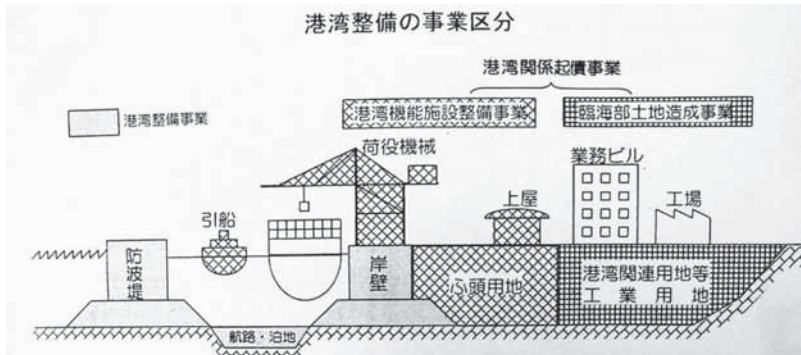 港湾整備の事業区分
港湾関係起債事業
港湾整備事業
港湾機能施設整備事業
臨海部土地造成事業
荷役機械
業務ビル
上屋
工場
引船
防波堤
岸壁
ふ頭用地
港湾関連用地等
工業用地
航路・泊地